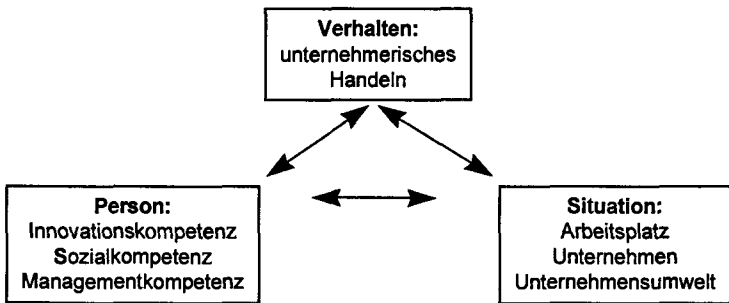 Verhalten:
unternehmerisches
Handeln
Person:
Innovationskompetenz
Sozialkompetenz
Managementkompetenz
Situation:
Arbeitsplatz
Unternehmen
Unternehmensumwelt